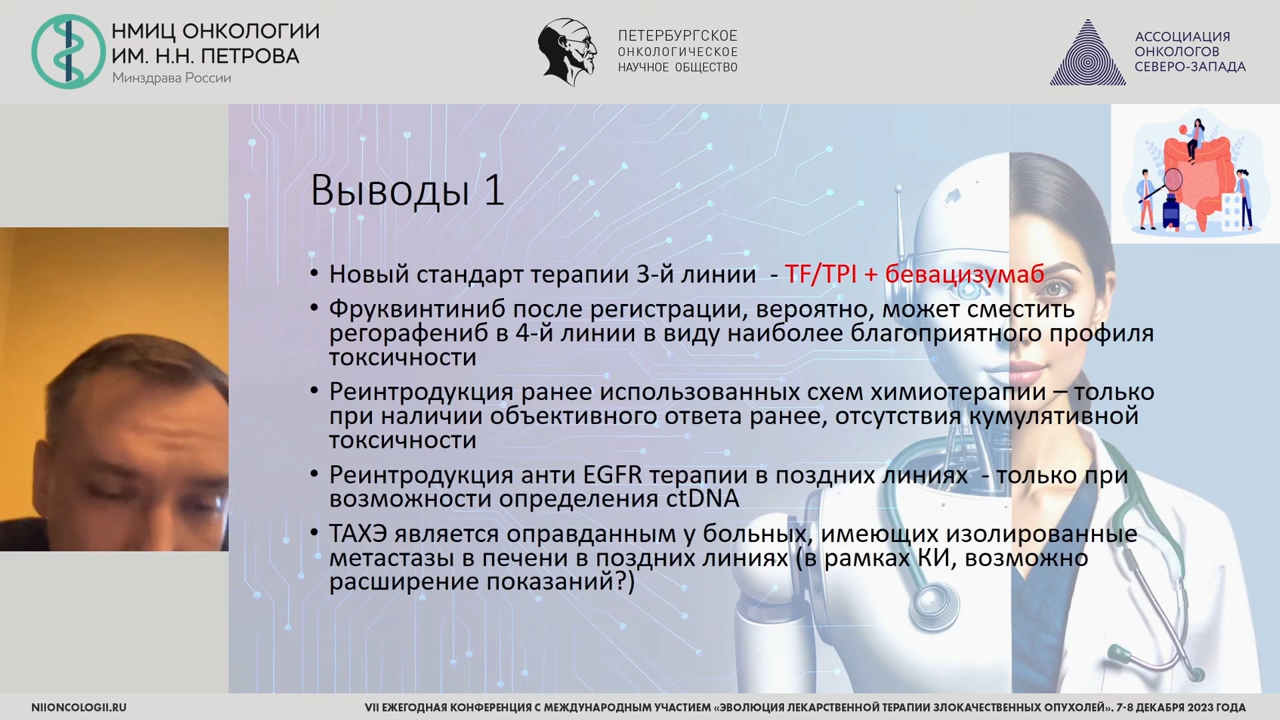 НМИЦ ОНКОЛОГИИ
ИМ. Н.Н. ПЕТРОВА
Минздрава России
ПЕТЕРБУРГСКОЕ
ОНКОЛОГИЧЕСКОЕ
НАУЧНОЕ ОБЩЕСТВО
АССОЦИАЦИЯ
ОНКОЛОГОВ
СЕВЕРО-ЗАПАДА
Выводы 1
• Новый стандарт терапии 3-й линии - TF/TPI + бевацизумаб
• Фруквинтиниб после регистрации, вероятно, может сместить
регорафениб в 4-й линии в виду наиболее благоприятного профиля
токсичности
• Реинтродукция ранее использованных схем химиотерапии – только
при наличии объективного ответа ранее, отсутствия кумулятивной
токсичности
• Реинтродукция анти EGFR терапии в поздних линиях - только при
возможности определения ctDNA
• ТАХЭ является оправданным у больных, имеющих изолированные
метастазы в печени в поздних линиях (в рамках КИ, возможно
расширение показаний?)
NIIONCOLOGII.RU
VII ЕЖЕГОДНАЯ КОНФЕРЕНЦИЯ С МЕЖДУНАРОДНЫМ УЧАСТИЕМ «ЭВОЛЮЦИЯ ЛЕКАРСТВЕННОЙ ТЕРАПИИ ЗЛОКАЧЕСТВЕННЫХ ОПУХОЛЕЙ». 7-8 ДЕКАБРЯ 2023 ГОДА